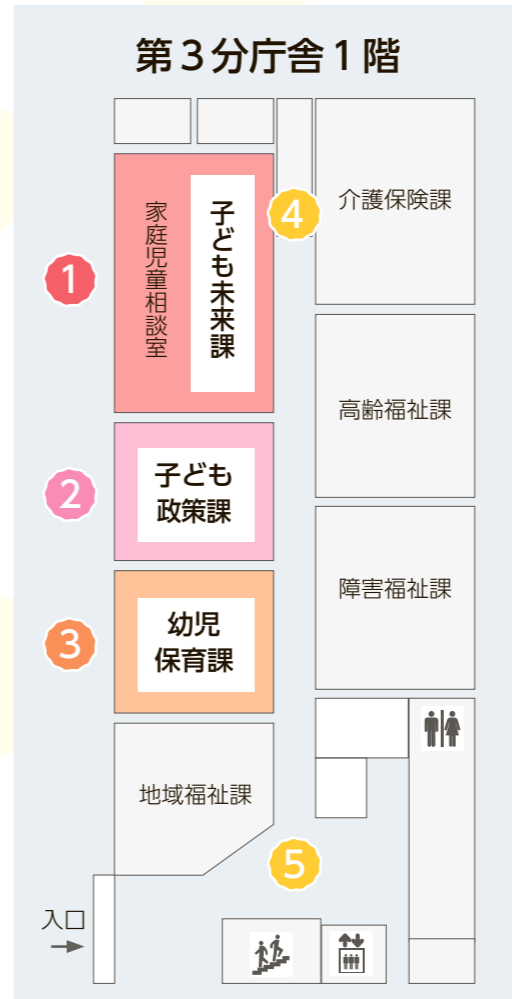 第3分庁舎1階
4
介護保険課
1
家庭児童相談室
子ども未来課
高齢福祉課
2
子ども
政策課
3
幼児
保育課
障害福祉課
地域福祉課
5
入口